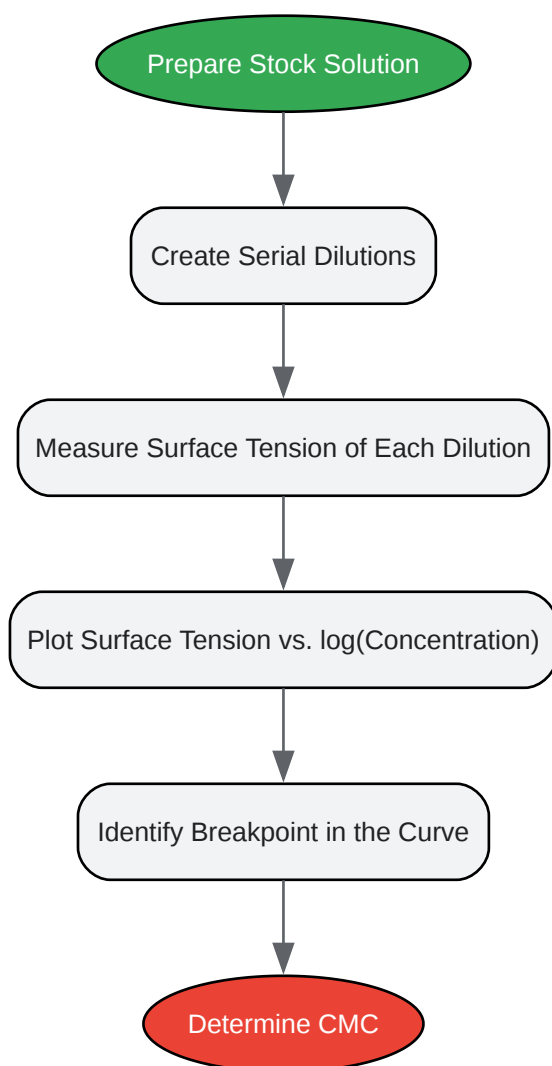 Prepare Stock Solution
Create Serial Dilutions
Measure Surface Tension of Each Dilution
Plot Surface Tension vs. log(Concentration)
Identify Breakpoint in the Curve
Determine CMC